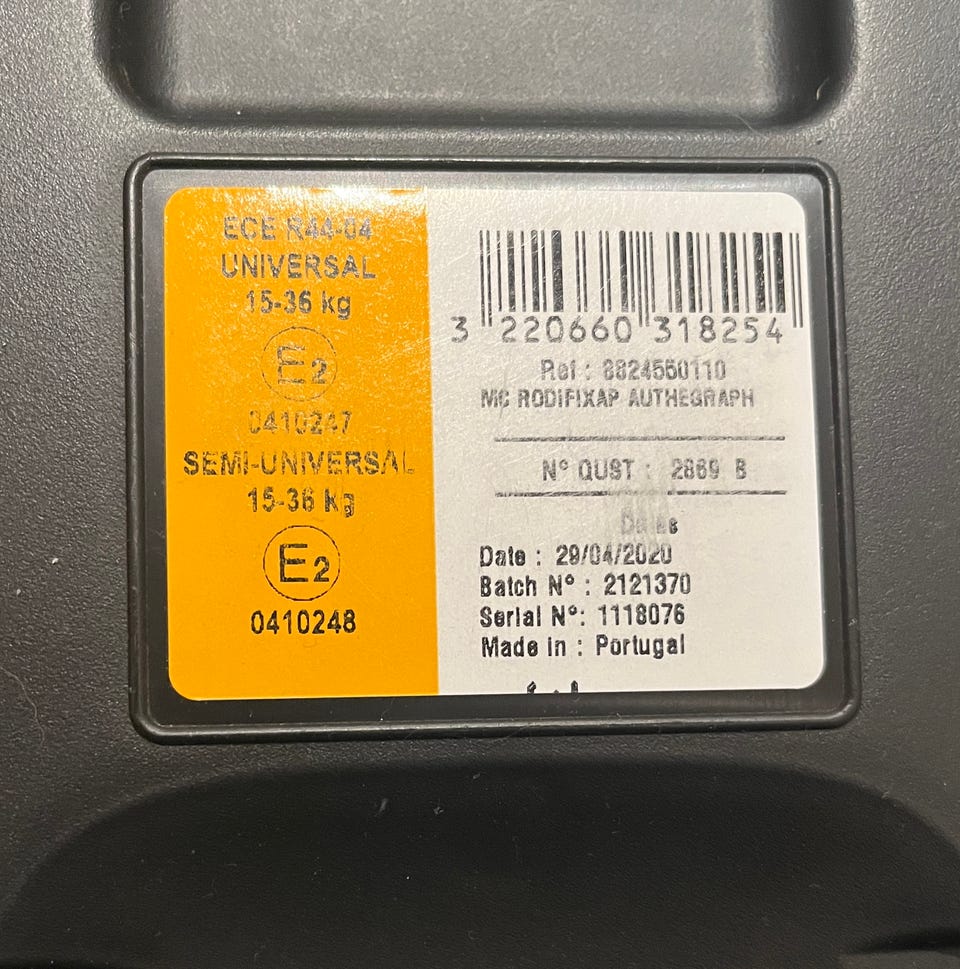 ECE R44-04
UNIVERSAL
15-36 kg
E2
0410247
SEMI-UNIVERSAL
15-36 kg
E2
0410248
3 220660 318254
Ref : 8824550110
MC RODIFIXAP AUTHEGRAPH
N° QUST : 2869 B
Date : 29/04/2020
Batch N° : 2121370
Serial N°: 1118076
Made in : Portugal